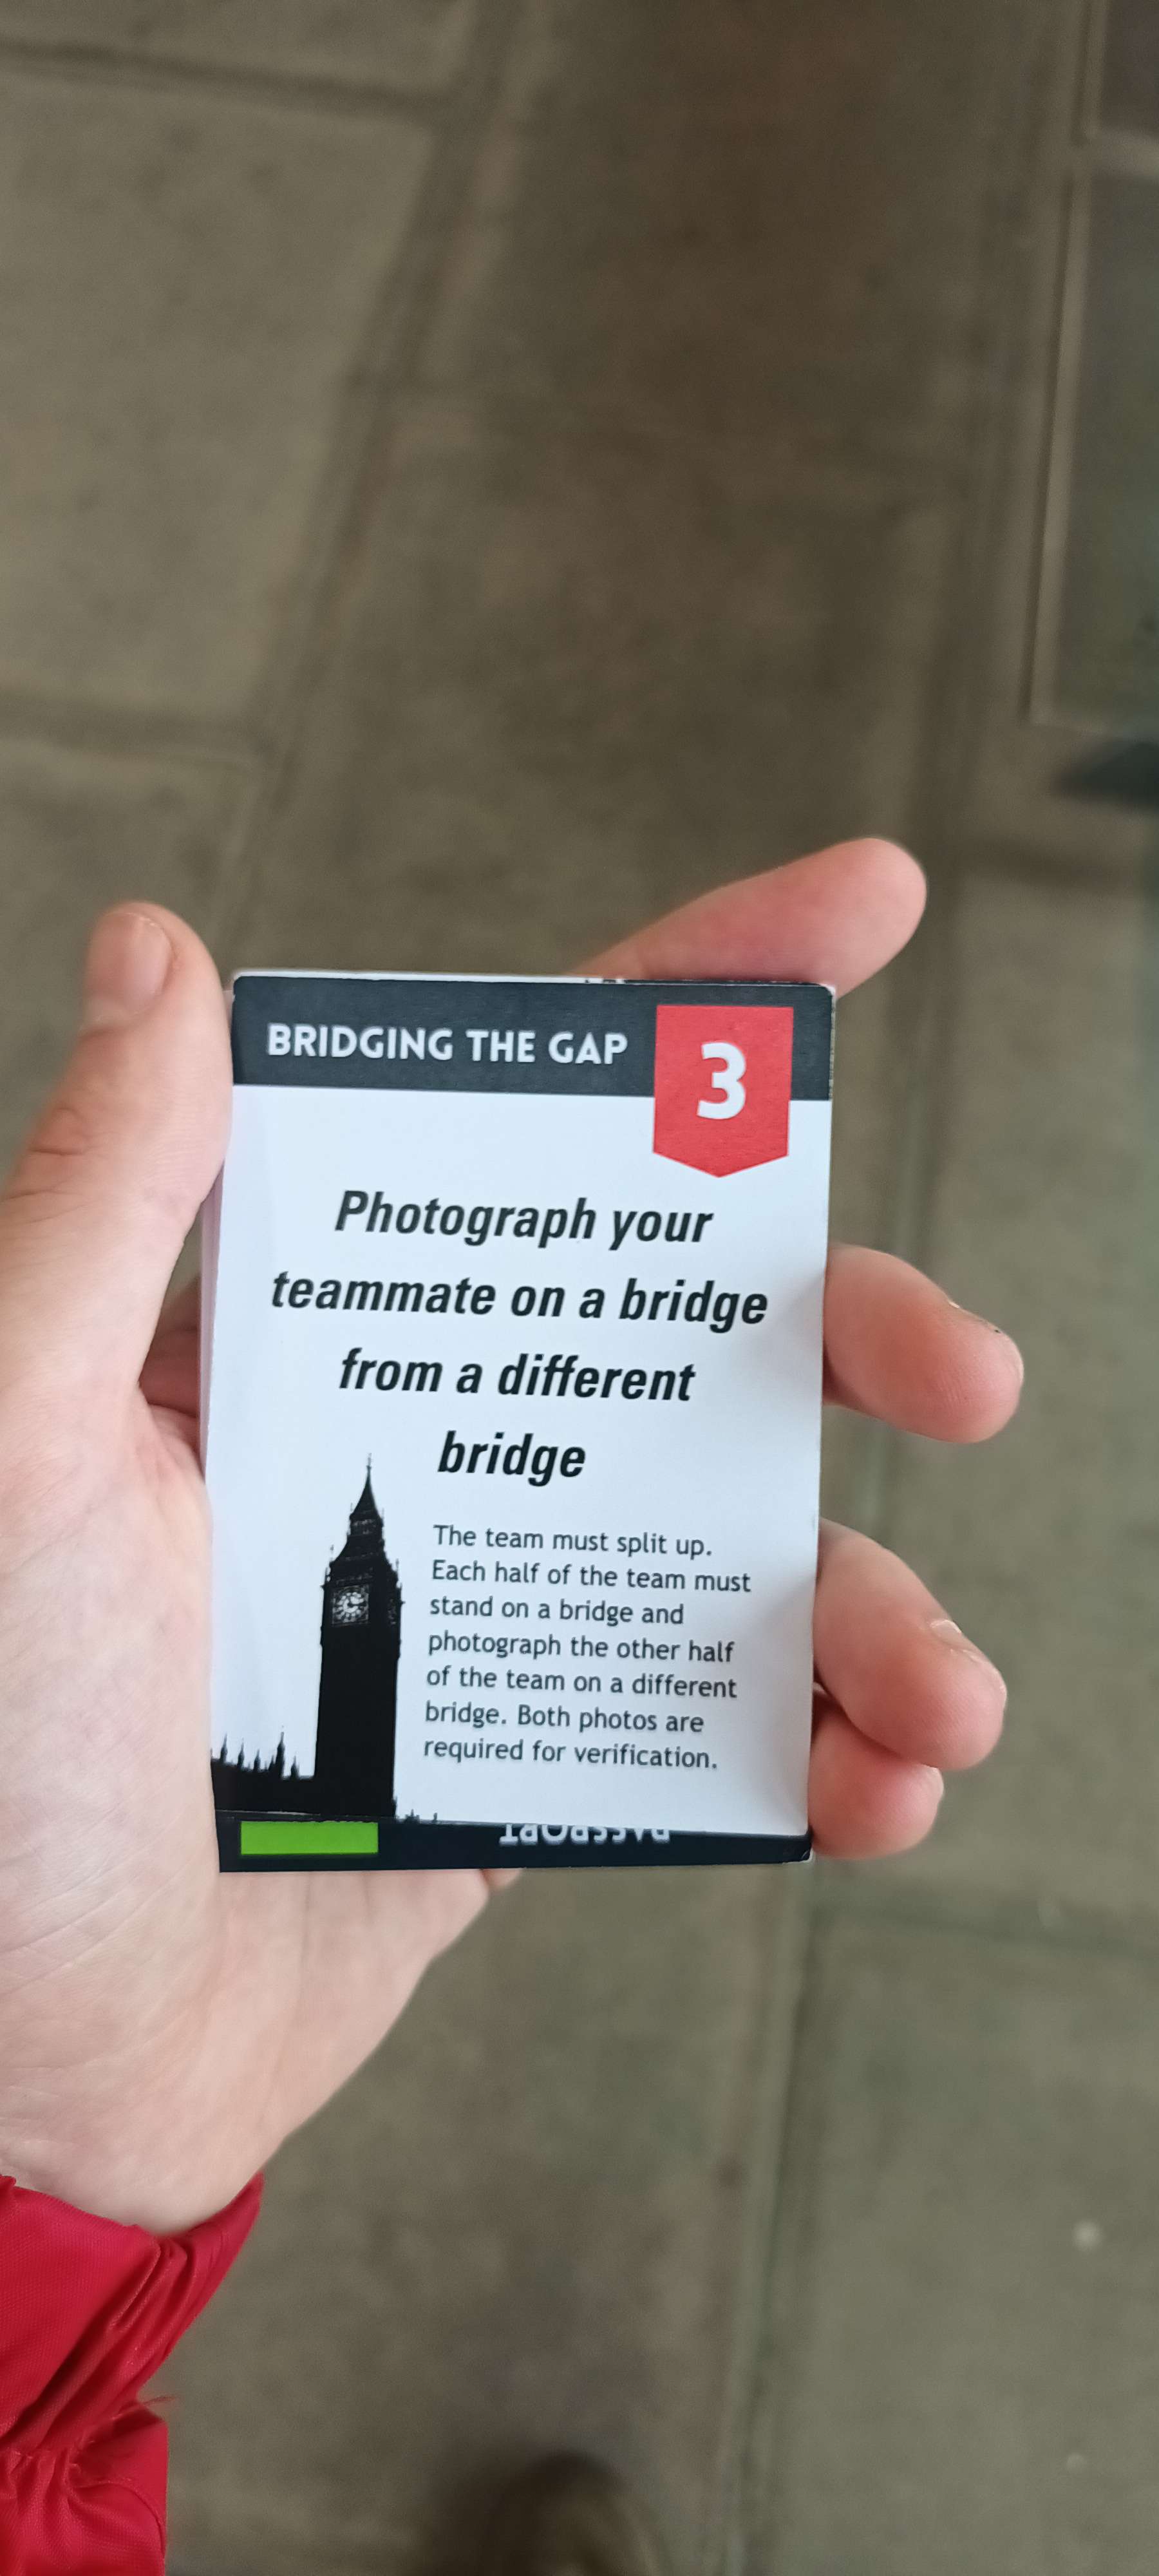 BRIDGING THE GAP
3
Photograph your
teammate on a bridge
from a different
bridge
The team must split up.
Each half of the team must
stand on a bridge and
photograph the other half
of the team on a different
bridge. Both photos are
required for verification.